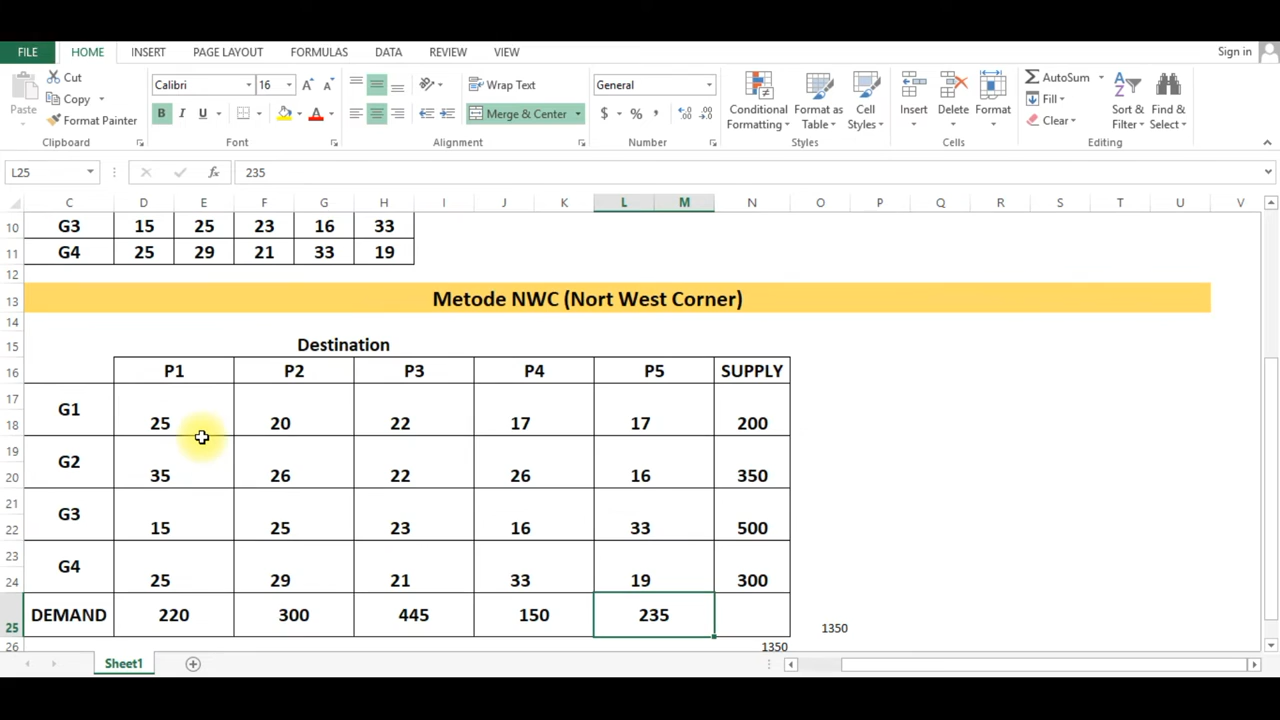 FILE HOME INSERT PAGE LAYOUT FORMULAS DATA REVIEW VIEW Sign in
Cut
Copy
Format Painter
Paste
Clipboard
Calibri 16
B I U
Font
Wrap Text
Merge & Center
Alignment
General
$ % ,
Number
Conditional Formatting
Format as Table
Cell Styles
Styles
Insert Delete Format
Cells
AutoSum
Fill
Clear
Sort & Filter
Find & Select
Editing
L25 fx 235
C D E F G H I J K L M N O P Q R S T U V
10 G3 15 25 23 16 33
11 G4 25 29 21 33 19
12
13 Metode NWC (Nort West Corner)
14
15 Destination
16 P1 P2 P3 P4 P5 SUPPLY
17 G1
18 25 20 22 17 17 200
19 G2
20 35 26 22 26 16 350
21 G3
22 15 25 23 16 33 500
23 G4
24 25 29 21 33 19 300
DEMAND 220 300 445 150 235
25 1350
26 1350
Sheet1